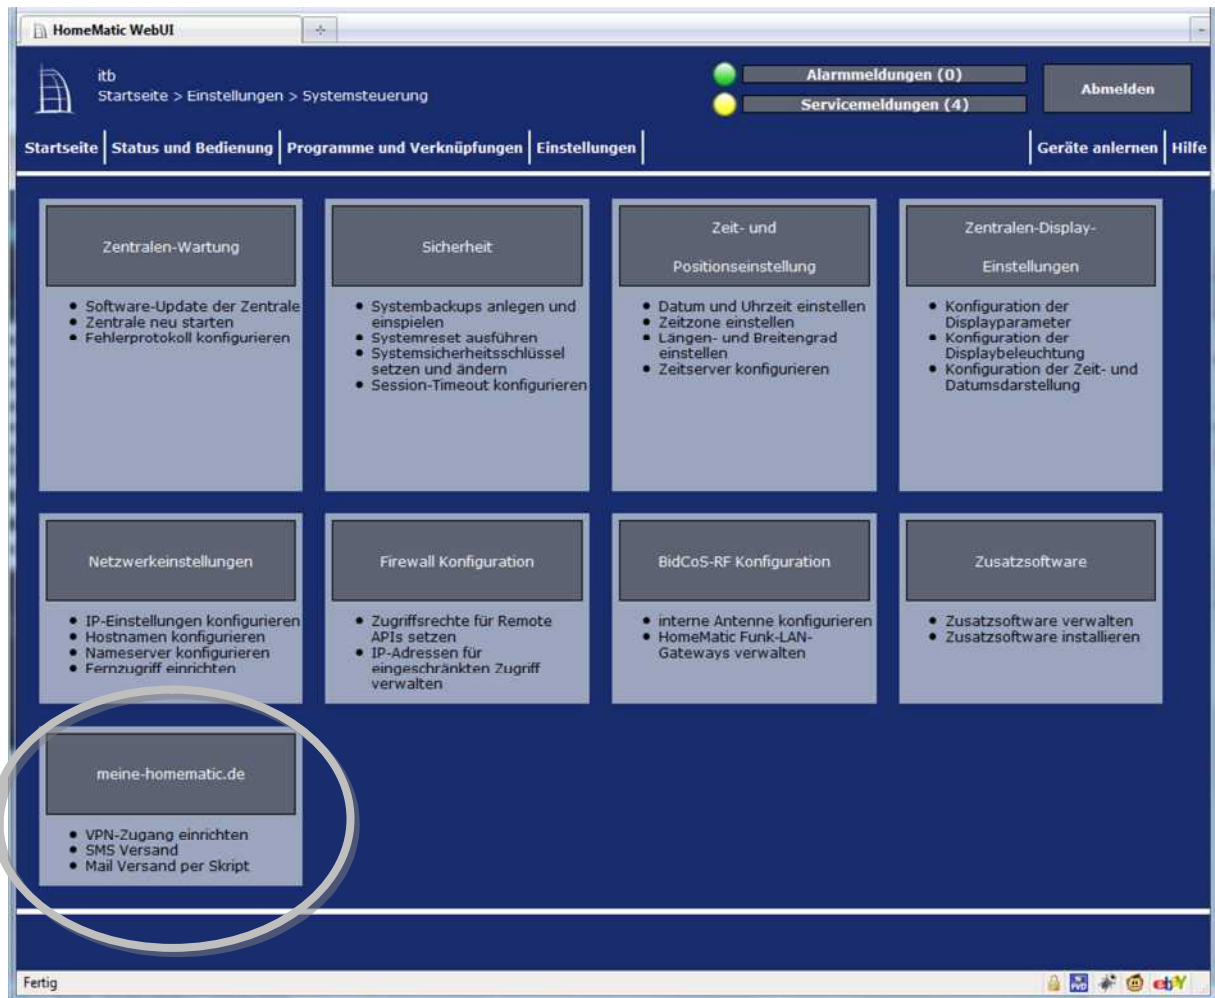 HomeMatic WebUI
itb
Startseite > Einstellungen > Systemsteuerung
Alarmmeldungen (0)
Servicemeldungen (4)
Abmelden
Startseite
Status und Bedienung
Programme und Verknüpfungen
Einstellungen
Geräte anlernen
Hilfe
Zentralen-Wartung
• Software-Update der Zentrale
• Zentrale neu starten
• Fehlerprotokoll konfigurieren
Sicherheit
• Systembackups anlegen und
einspielen
• Systemreset ausführen
• Systemsicherheitsschlüssel
setzen und ändern
• Session-Timeout konfigurieren
Zeit- und
Positionseinstellung
• Datum und Uhrzeit einstellen
• Zeitzone einstellen
• Längen- und Breitengrad
einstellen
• Zeitserver konfigurieren
Zentralen-Display-
Einstellungen
• Konfiguration der
Displayparameter
• Konfiguration der
Displaybeleuchtung
• Konfiguration der Zeit- und
Datumsdarstellung
Netzwerkeinstellungen
• IP-Einstellungen konfigurieren
• Hostnamen konfigurieren
• Nameserver konfigurieren
• Fernzugriff einrichten
Firewall Konfiguration
• Zugriffsrechte für Remote
APIs setzen
• IP-Adressen für
eingeschränkten Zugriff
verwalten
BidCoS-RF Konfiguration
• interne Antenne konfigurieren
• HomeMatic Funk-LAN-
Gateways verwalten
Zusatzsoftware
• Zusatzsoftware verwalten
• Zusatzsoftware installieren
meine-homematic.de
• VPN-Zugang einrichten
• SMS Versand
• Mail Versand per Skript
Fertig
ebY